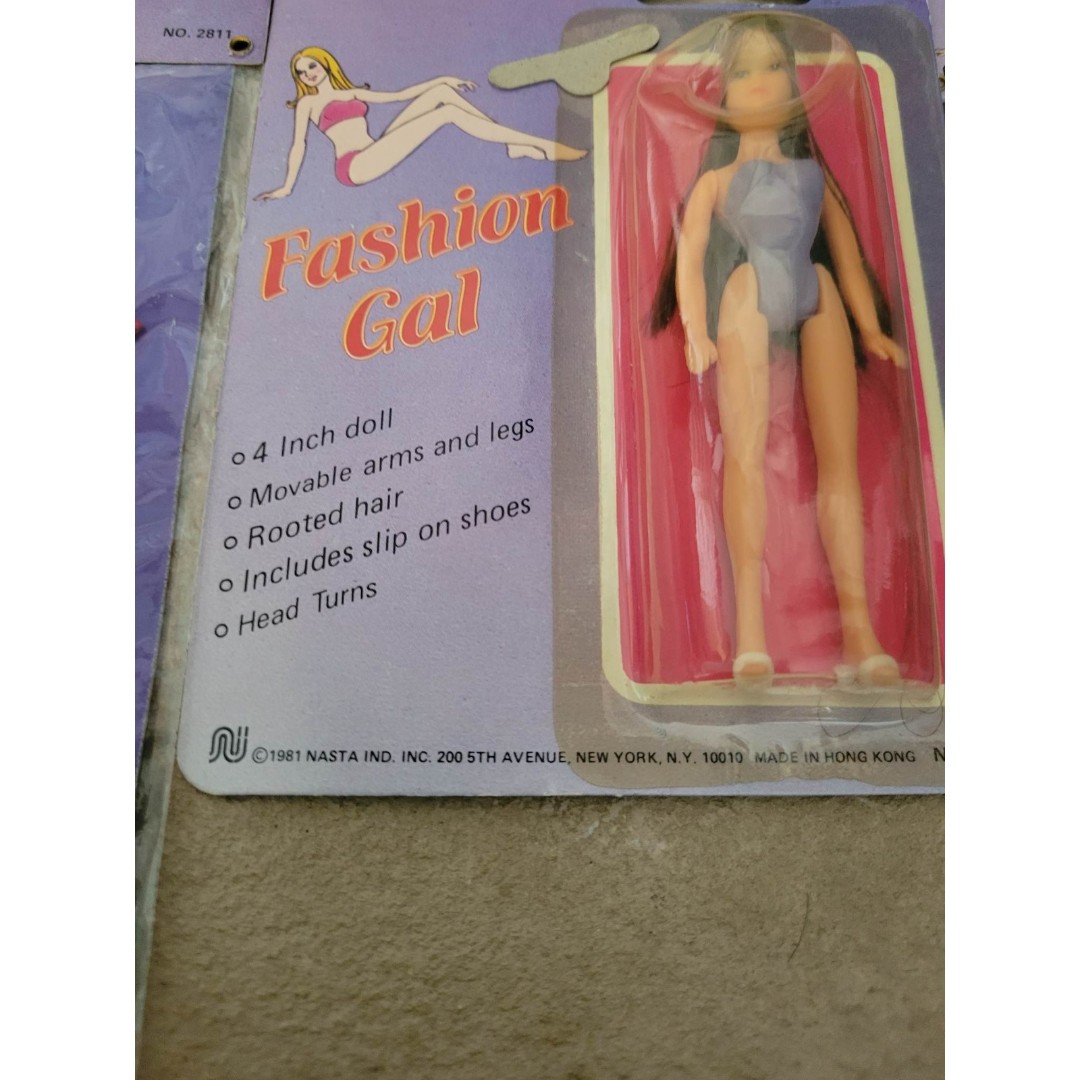 NO. 2811
Fashion
Gal
4 Inch doll
Movable arms and legs
Rooted hair
Includes slip on shoes
Head Turns
©1981 NASTA IND. INC. 200 5TH AVENUE, NEW YORK, N.Y. 10010 MADE IN HONG KONG N